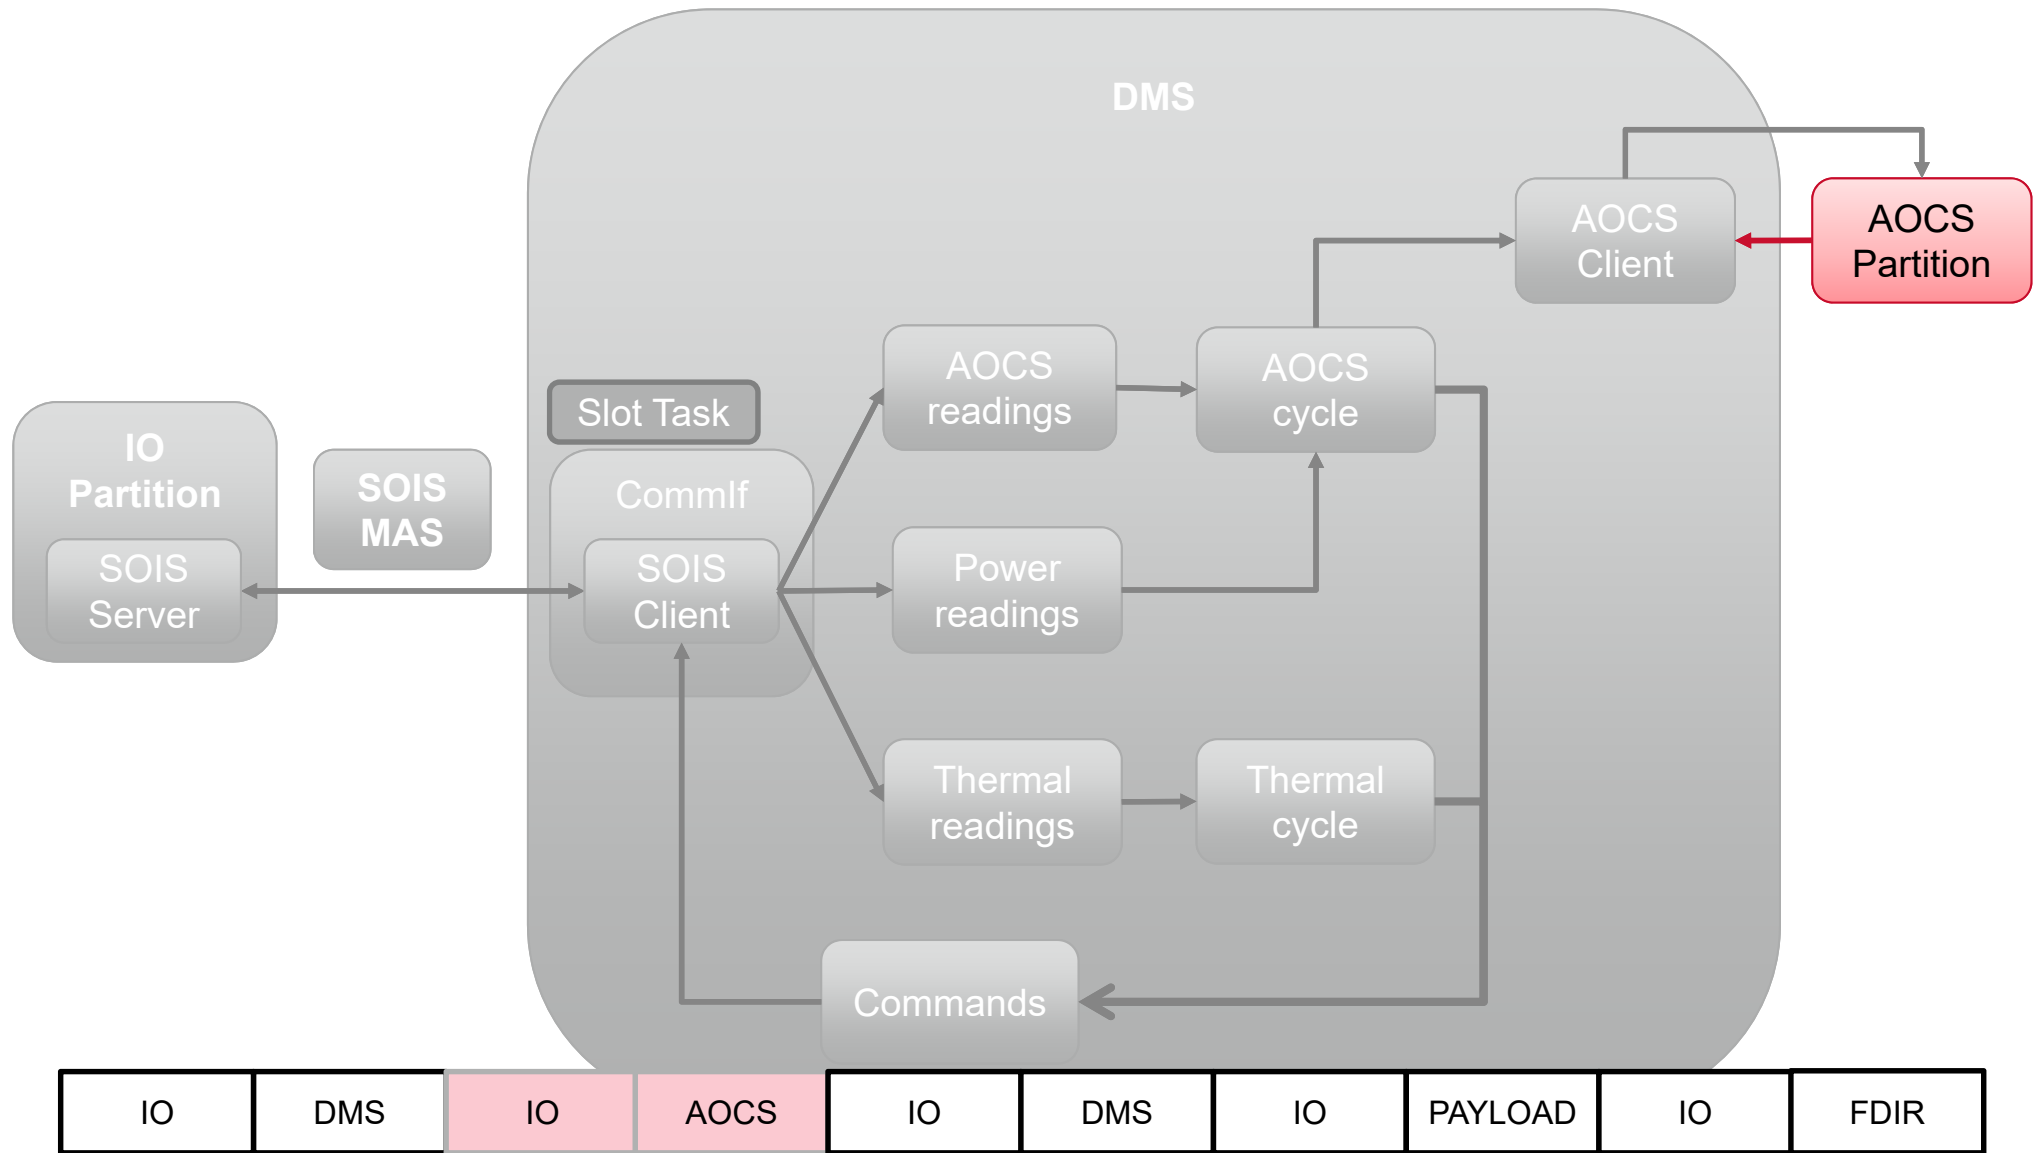 DMS
AOCS
Client
AOCS
Partition
AOCS
readings
AOCS
cycle
Slot Task
IO
Partition
SOIS
MAS
CommIf
SOIS
Server
SOIS
Client
Power
readings
Thermal
readings
Thermal
cycle
Commands
IO DMS IO AOCS IO DMS IO PAYLOAD IO FDIR